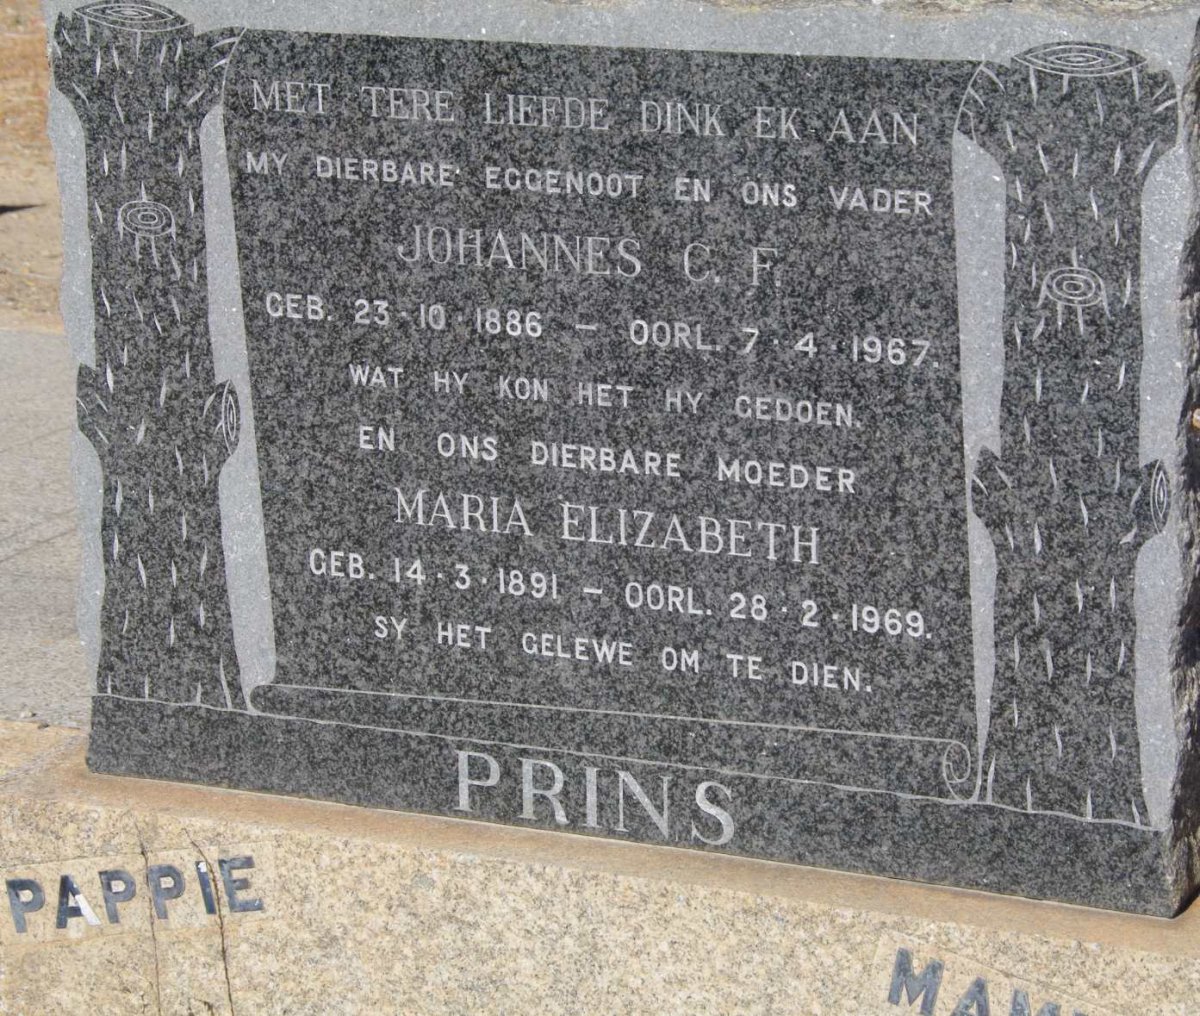 MET TERE LIEFDE DINK EK AAN
MY DIERBARE EGGENOOT EN ONS VADER
JOHANNES C. F.
GEB. 23·10·1886 – OORL. 7·4·1967.
WAT HY KON HET HY GEDOEN.
EN ONS DIERBARE MOEDER
MARIA ELIZABETH
GEB. 14·3·1891 – OORL. 28·2·1969.
SY HET GELEWE OM TE DIEN.
PRINS
PAPPIE